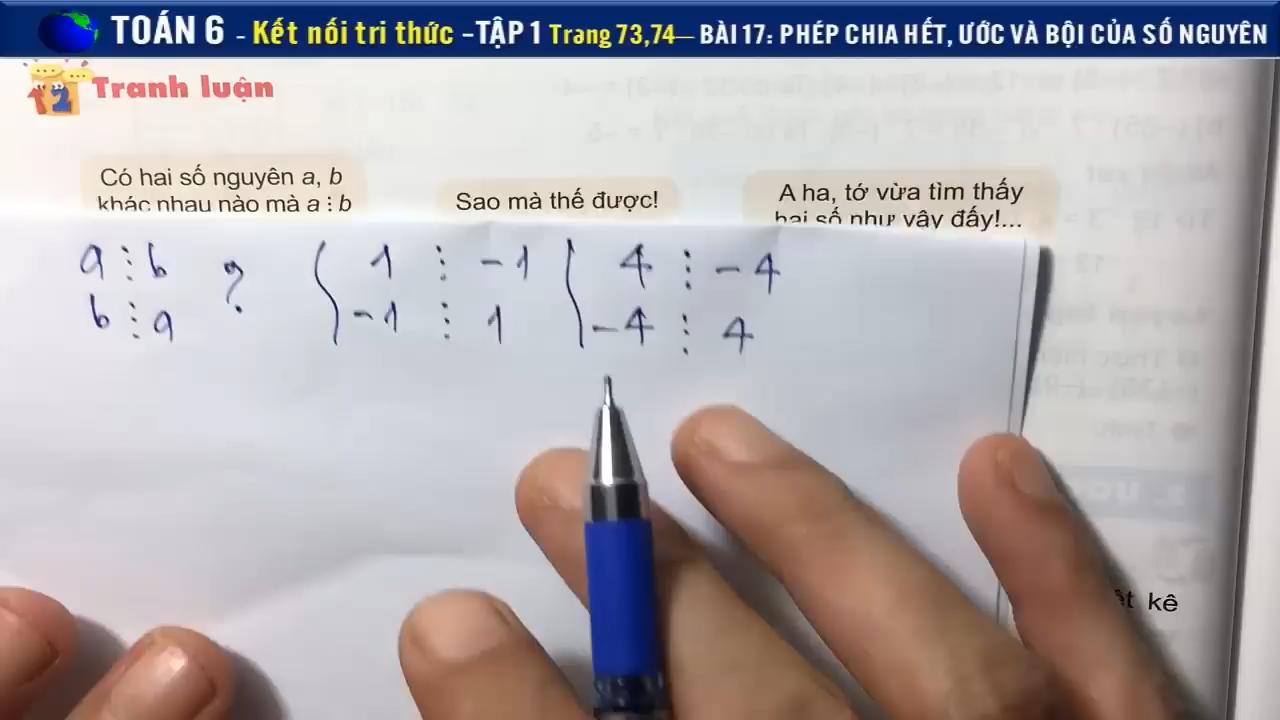 TOÁN 6 - Kết nối tri thức -TẬP 1 Trang 73,74- BÀI 17: PHÉP CHIA HẾT, ƯỚC VÀ BỘI CỦA SỐ NGUYÊN
Tranh luận
Có hai số nguyên a, b
khác nhau nào mà a ⋮ b
Sao mà thế được!
A ha, tớ vừa tìm thấy
hai số như vậy đấy!...
a ⋮ b ? 1 ⋮ -1 4 ⋮ -4
b ⋮ a -1 ⋮ 1 -4 ⋮ 4
kê